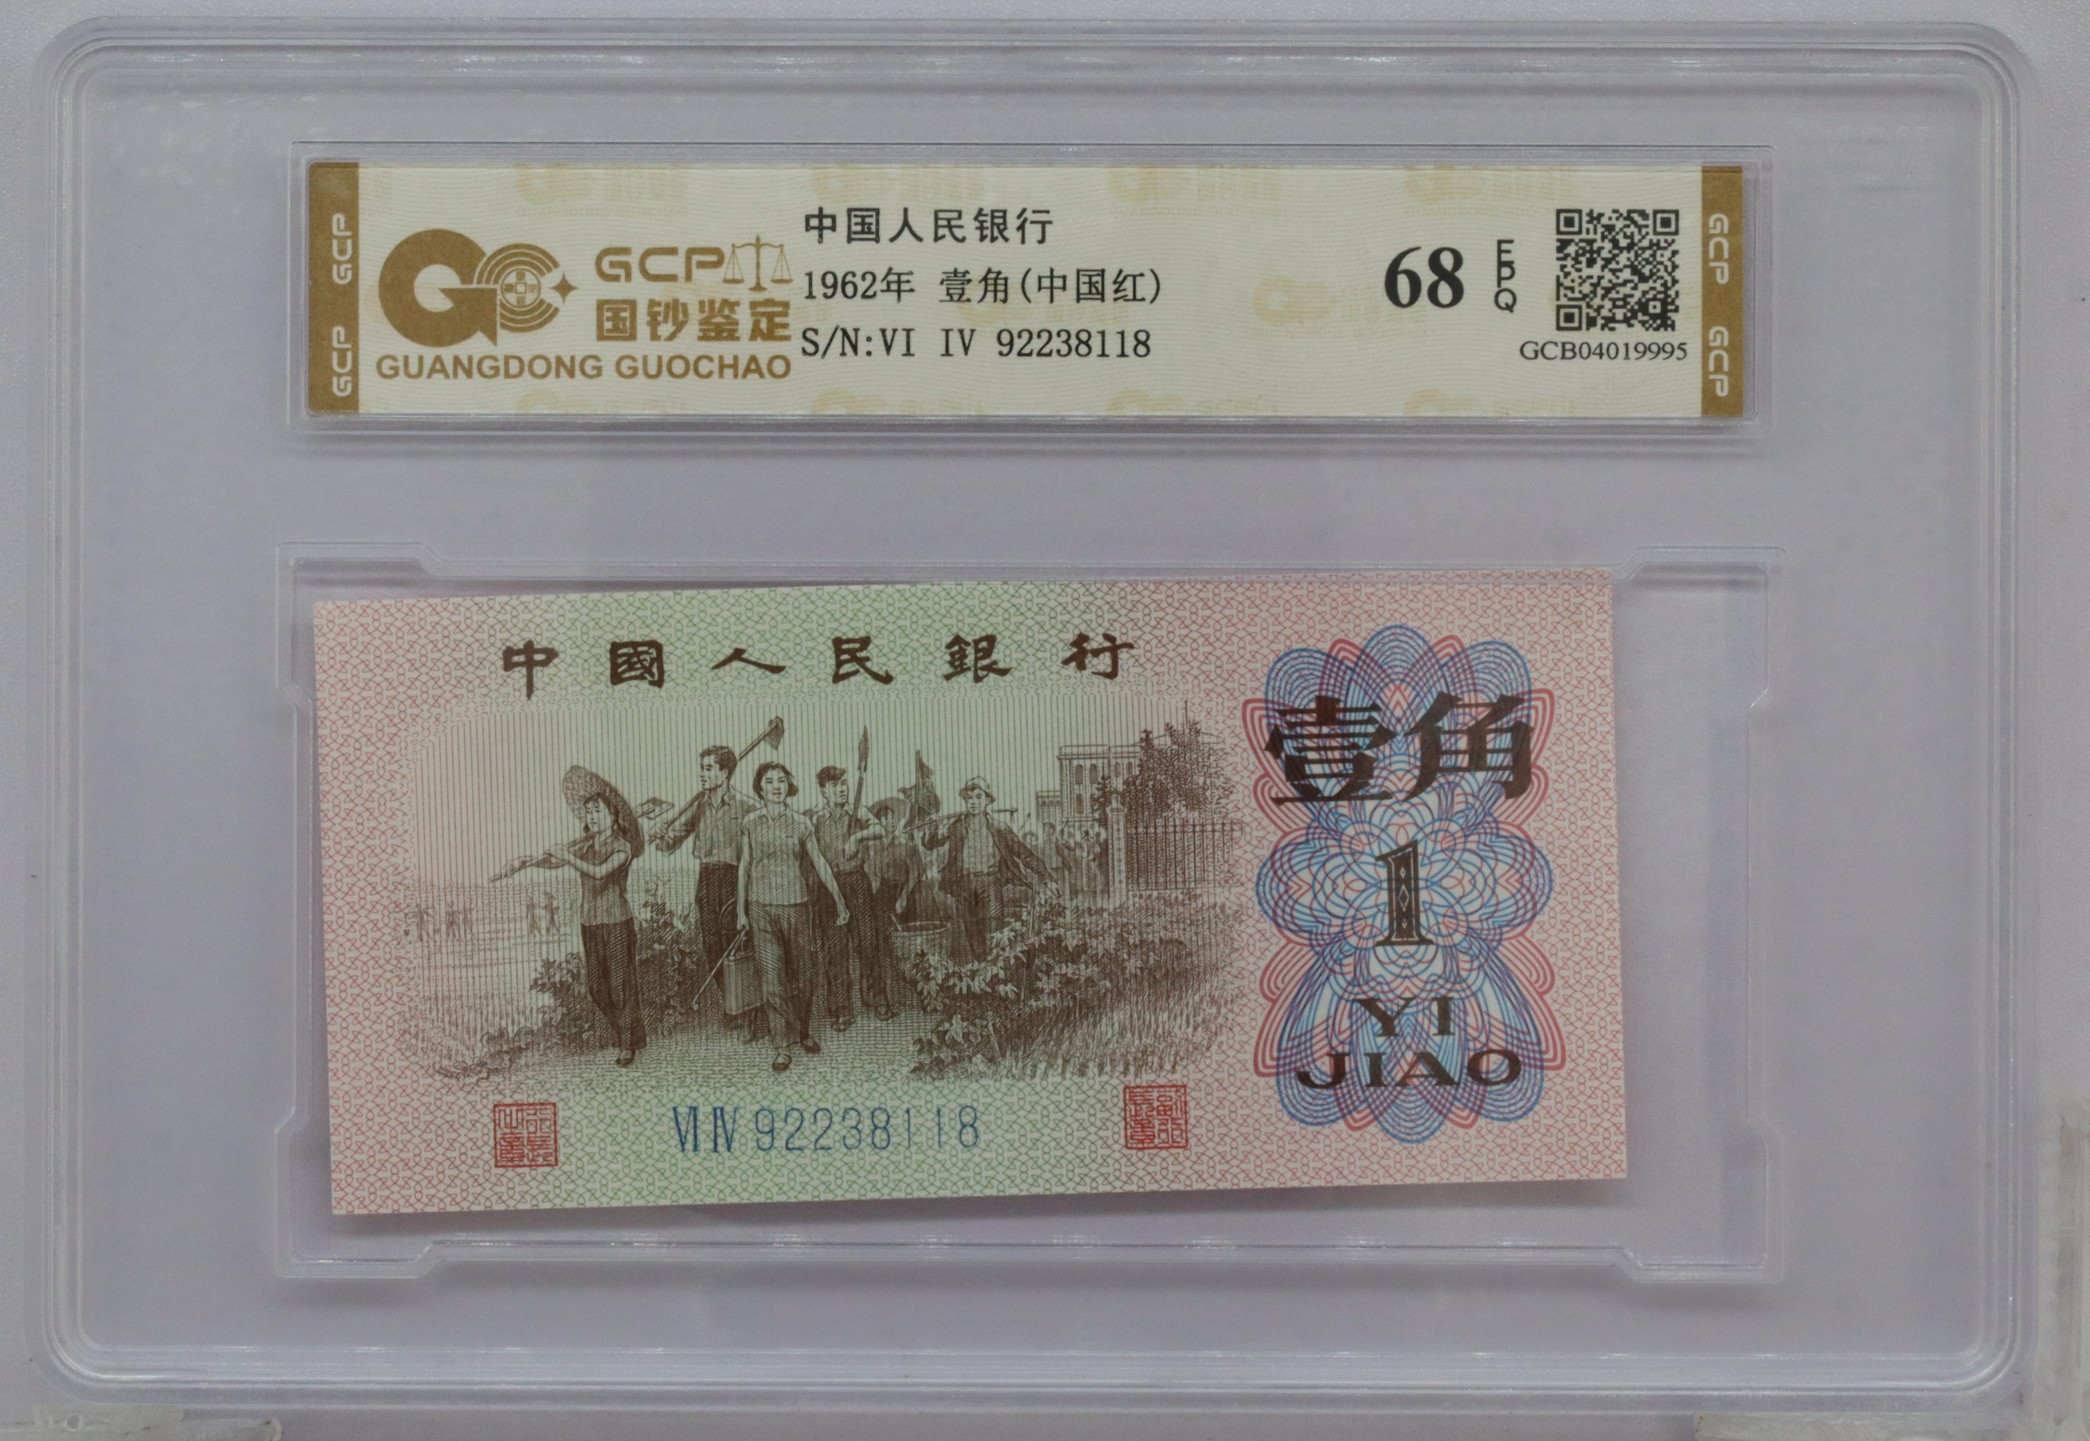 GCP GCP
GCP
国钞鉴定
GUANGDONG GUOCHAO
中国人民银行
1962年 壹角(中国红)
S/N:VI IV 92238118
68 EPQ
GCB04019995
GCP GCP
中國人民銀行
壹角
1
YI
JIAO
VI IV 92238118